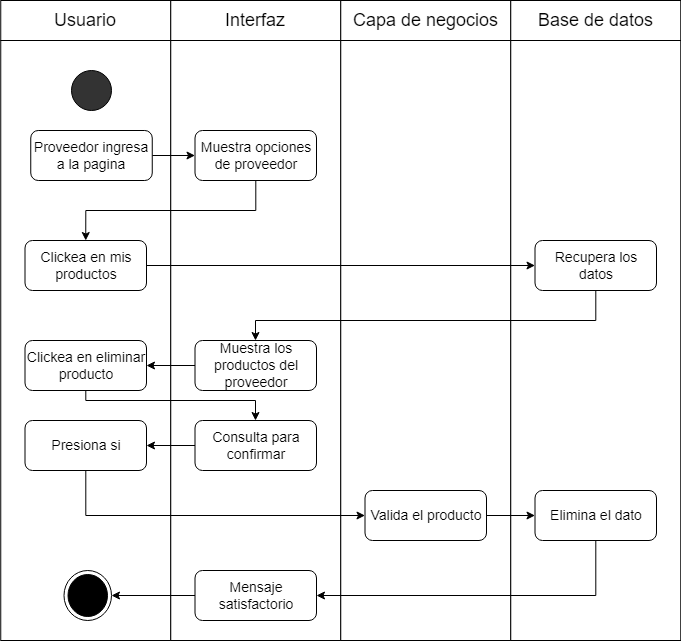 Usuario
Interfaz
Capa de negocios
Base de datos
Proveedor ingresa
a la pagina
Muestra opciones
de proveedor
Clickea en mis
productos
Recupera los
datos
Clickea en eliminar
producto
Muestra los
productos del
proveedor
Presiona si
Consulta para
confirmar
Valida el producto
Elimina el dato
Mensaje
satisfactorio